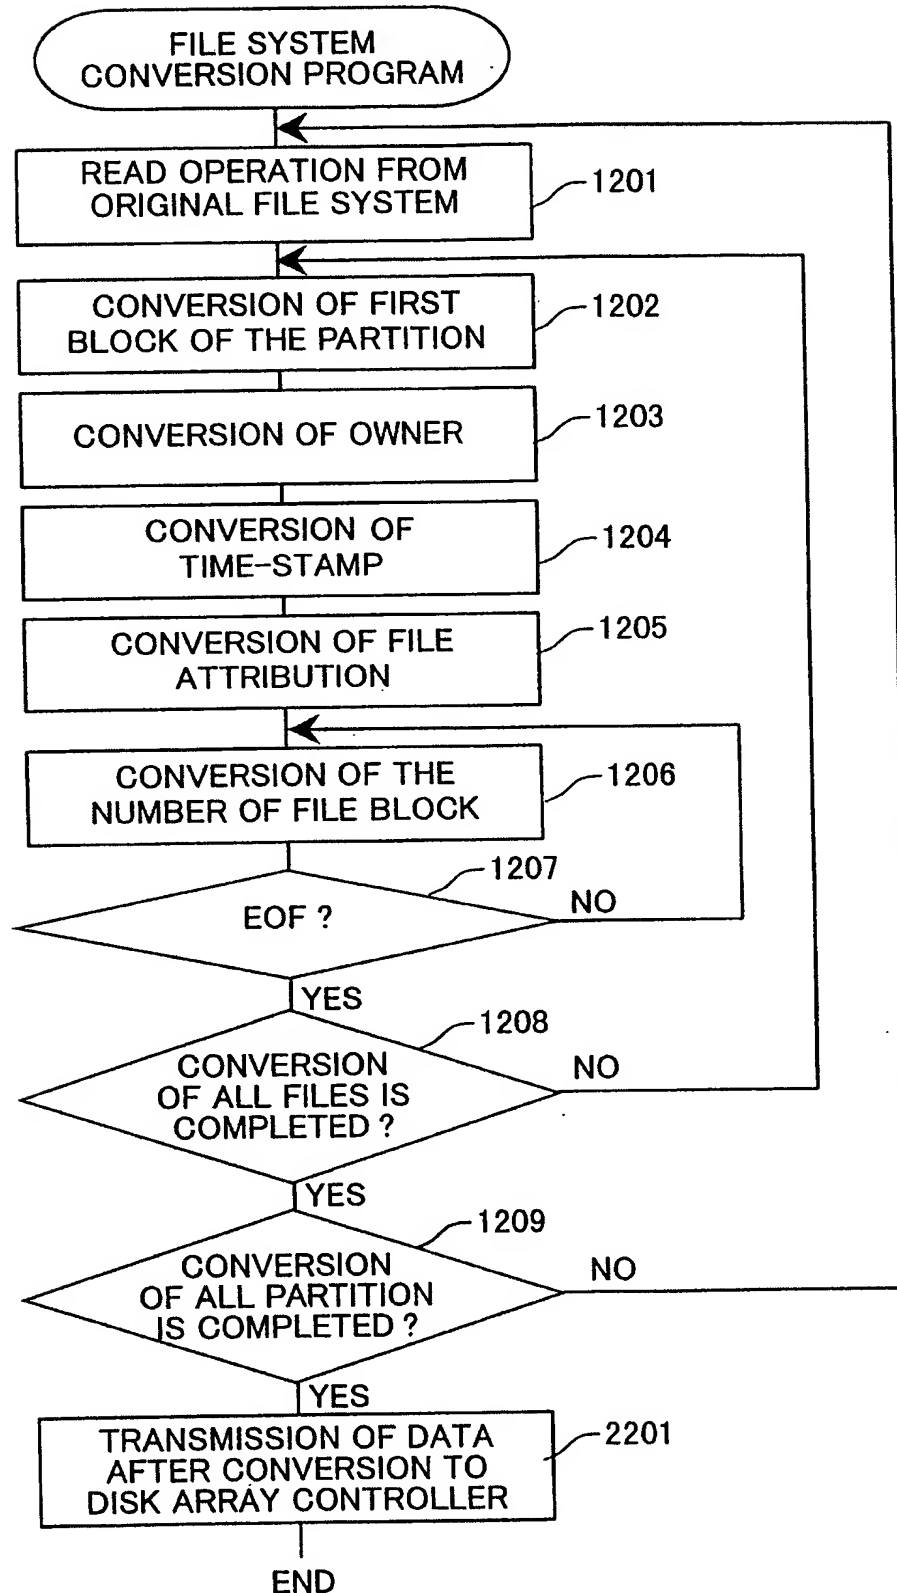 FILE SYSTEM
CONVERSION PROGRAM
READ OPERATION FROM
ORIGINAL FILE SYSTEM
1201
CONVERSION OF FIRST
BLOCK OF THE PARTITION
1202
CONVERSION OF OWNER
1203
CONVERSION OF
TIME-STAMP
1204
CONVERSION OF FILE
ATTRIBUTION
1205
CONVERSION OF THE
NUMBER OF FILE BLOCK
1206
1207
EOF ?
NO
YES
1208
CONVERSION
OF ALL FILES IS
COMPLETED ?
NO
YES
1209
CONVERSION
OF ALL PARTITION
IS COMPLETED ?
NO
YES
TRANSMISSION OF DATA
AFTER CONVERSION TO
DISK ARRAY CONTROLLER
2201
END